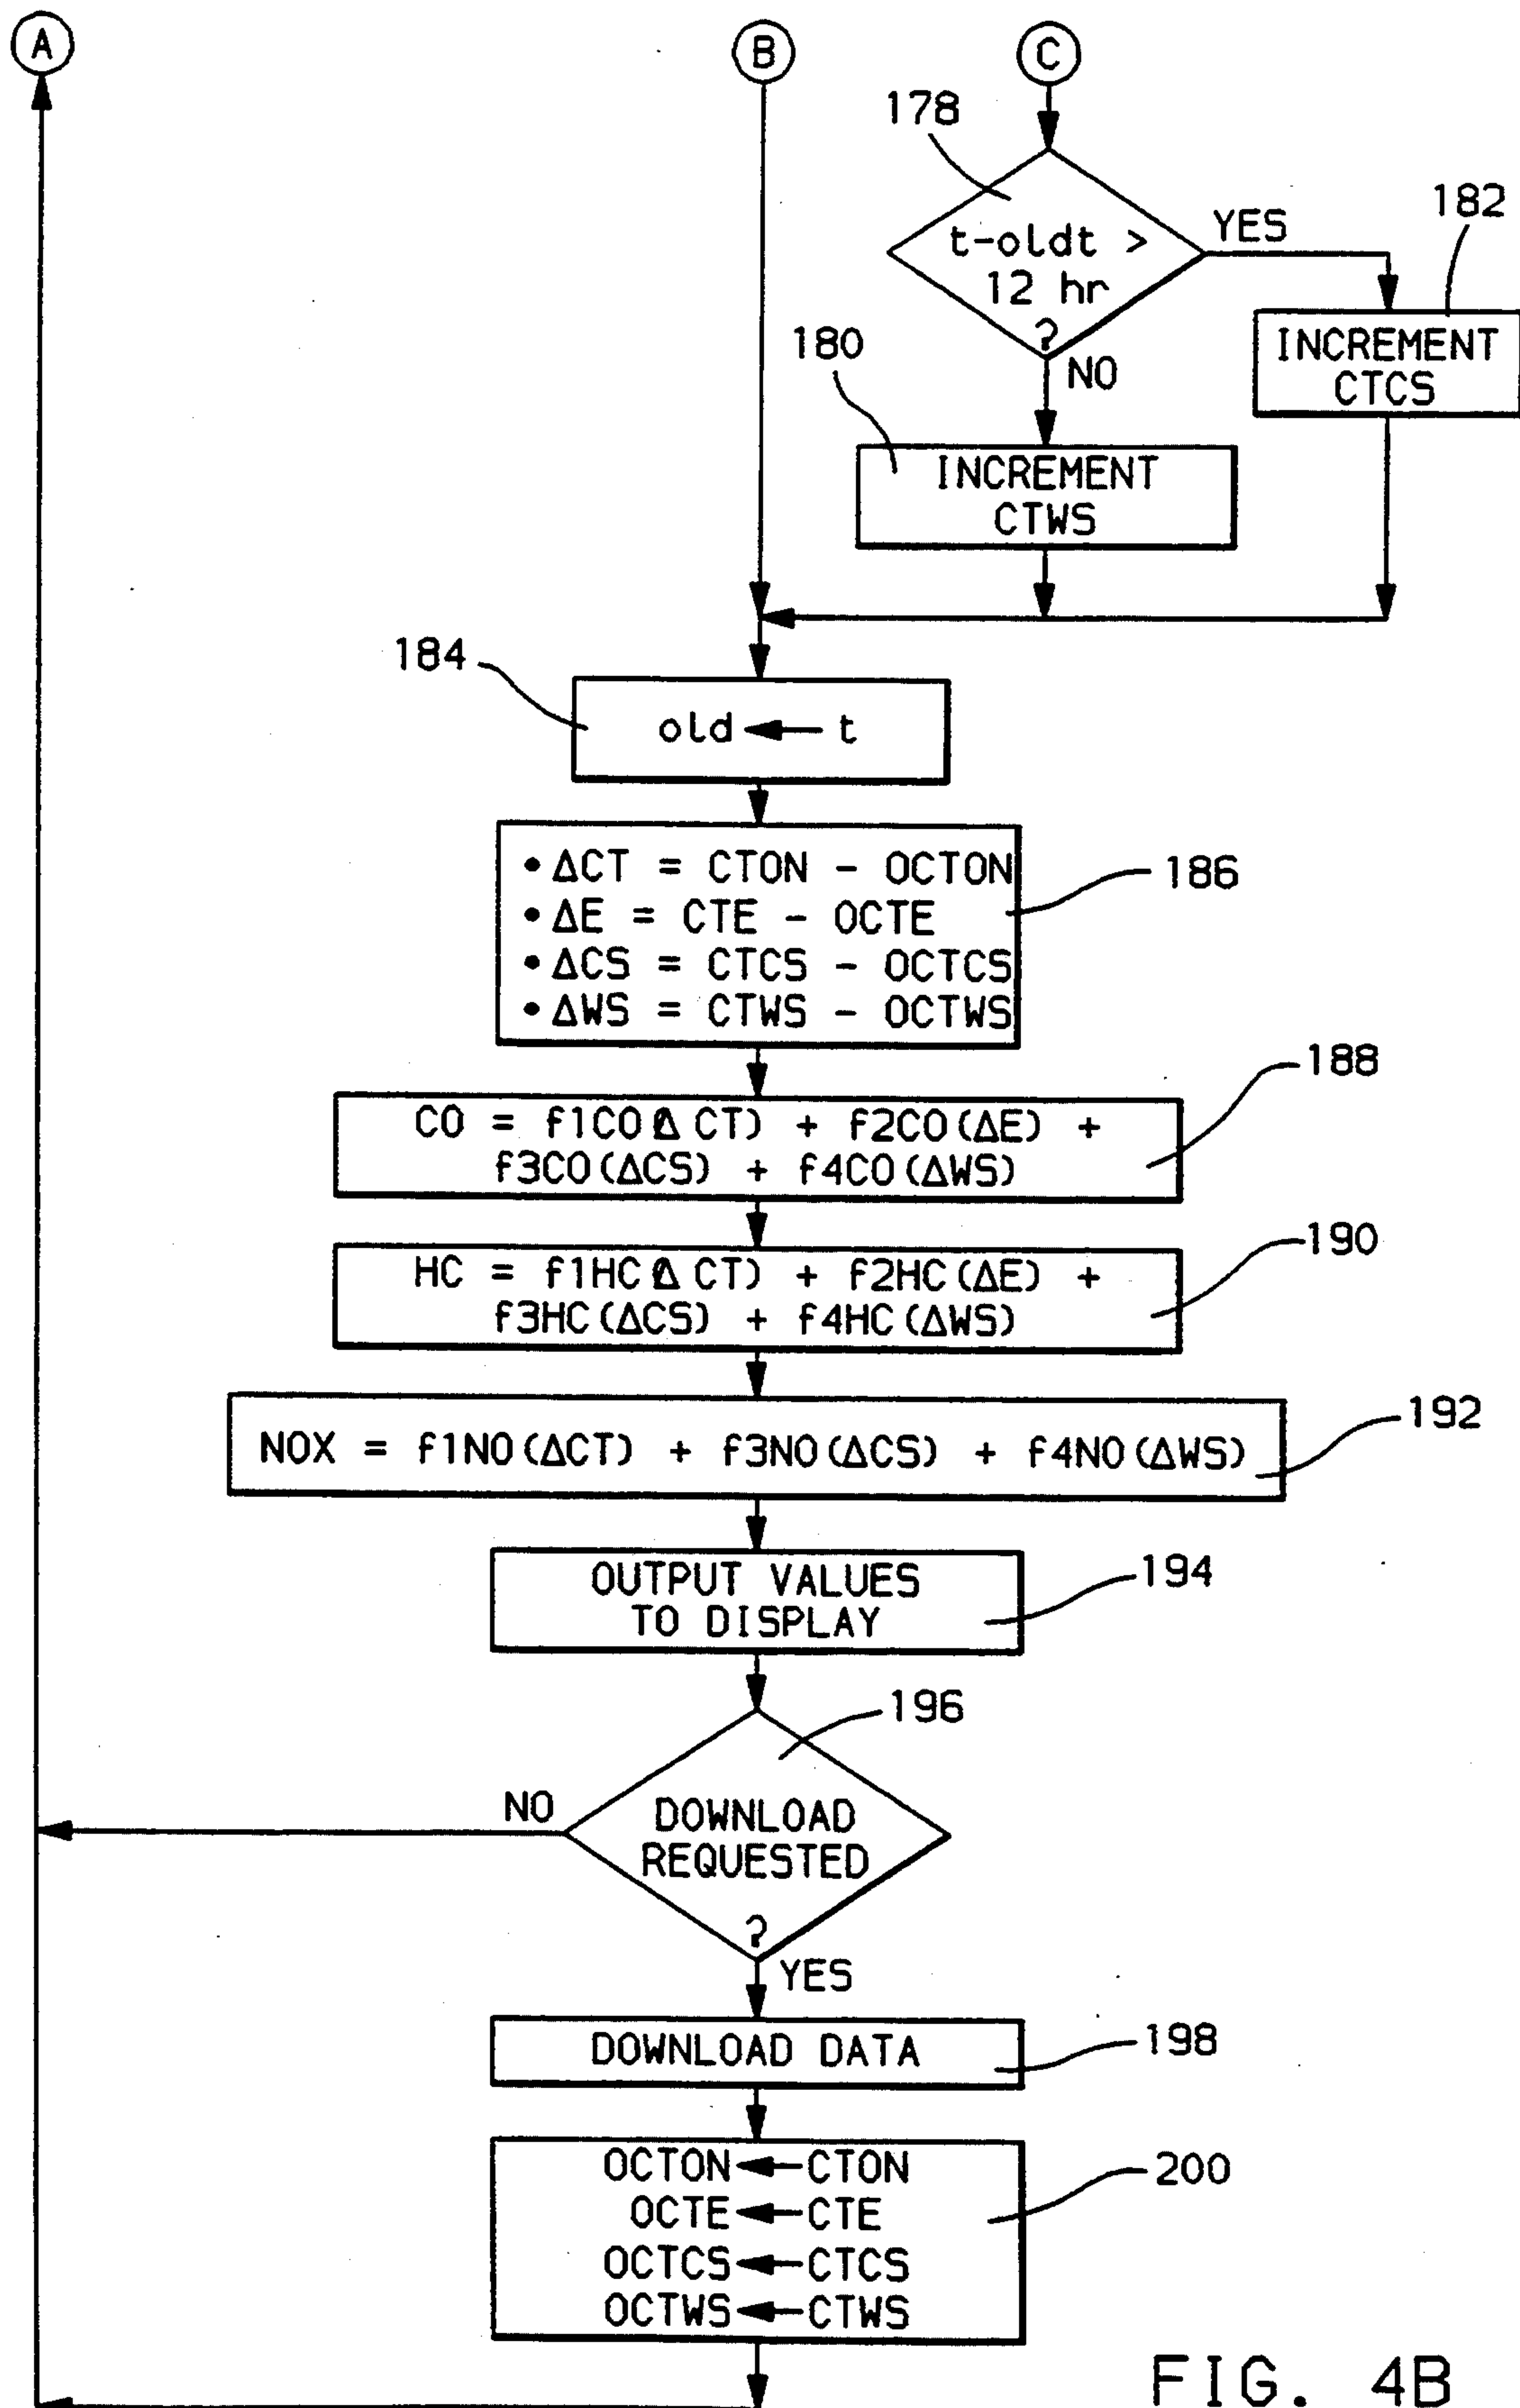 A
B
C
178
t-oldt >
12 hr
?
YES
NO
182
INCREMENT
CTCS
180
INCREMENT
CTWS
184
old ← t
• ΔCT = CTON - OCTON
• ΔE = CTE - OCTE
• ΔCS = CTCS - OCTCS
• ΔWS = CTWS - OCTWS
186
CO = f1CO(Δ CT) + f2CO(ΔE) +
f3CO(ΔCS) + f4CO(ΔWS)
188
HC = f1HC(Δ CT) + f2HC(ΔE) +
f3HC(ΔCS) + f4HC(ΔWS)
190
NOX = f1NO(ΔCT) + f3NO(ΔCS) + f4NO(ΔWS)
192
OUTPUT VALUES
TO DISPLAY
194
196
DOWNLOAD
REQUESTED
?
NO
YES
DOWNLOAD DATA
198
OCTON←CTON
OCTE←CTE
OCTCS←CTCS
OCTWS←CTWS
200
FIG. 4B